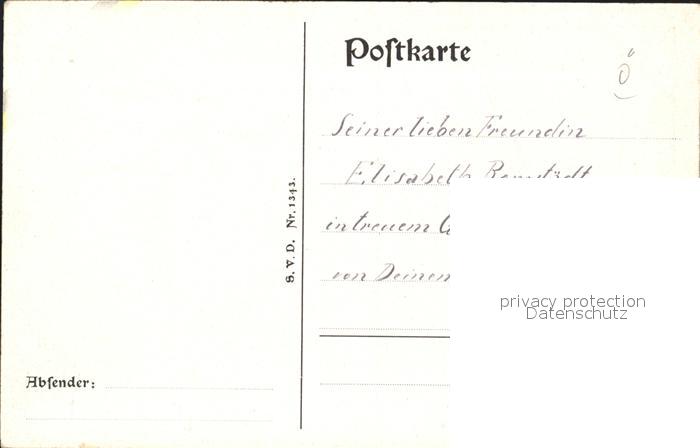 Poſtkarte
Seiner lieben Freundin
Elisabeth
in treuem
von Deinem
privacy protection
Datenschutz
S. V. D. Nr. 1343.
Abſender: